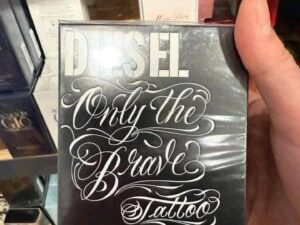 DIESEL
Only the
Brave
Tattoo